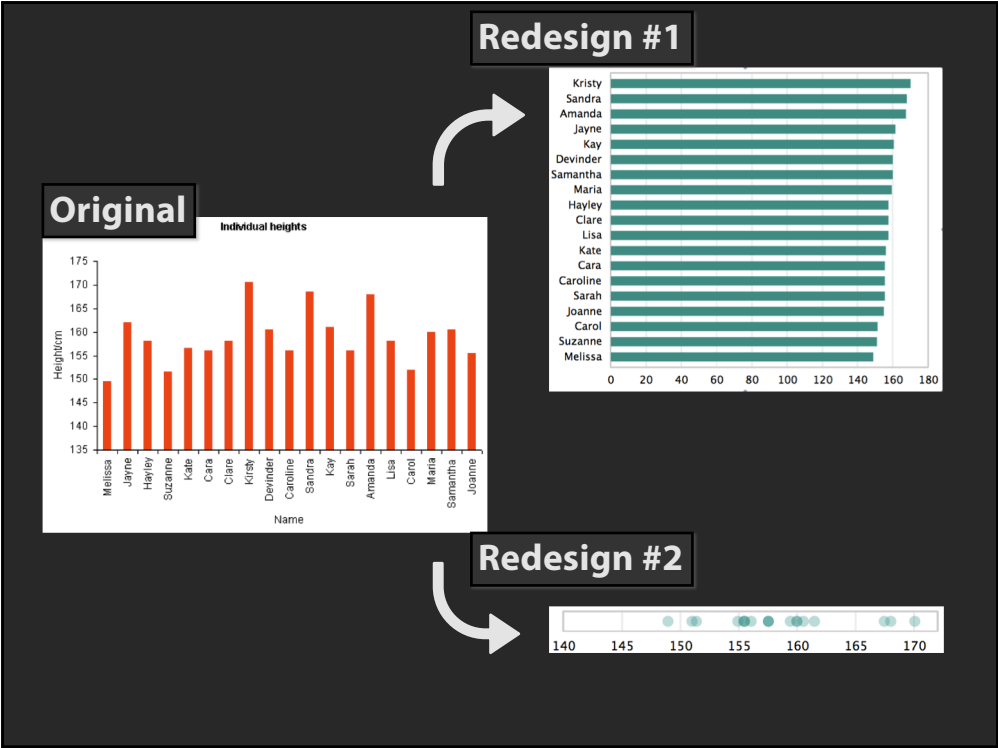 Redesign #1
Kristy
Sandra
Amanda
Jayne
Kay
Devinder
Samantha
Maria
Hayley
Clare
Lisa
Kate
Cara
Caroline
Sarah
Joanne
Carol
Suzanne
Melissa
0 20 40 60 80 100 120 140 160 180
Original
Individual heights
Height/cm
175
170
165
160
155
150
145
140
135
Melissa Jayne Hayley Suzanne Kate Cara Clare Kirsty Devinder Caroline Sandra Kay Sarah Amanda Lisa Carol Maria Samantha Joanne
Name
Redesign #2
140 145 150 155 160 165 170